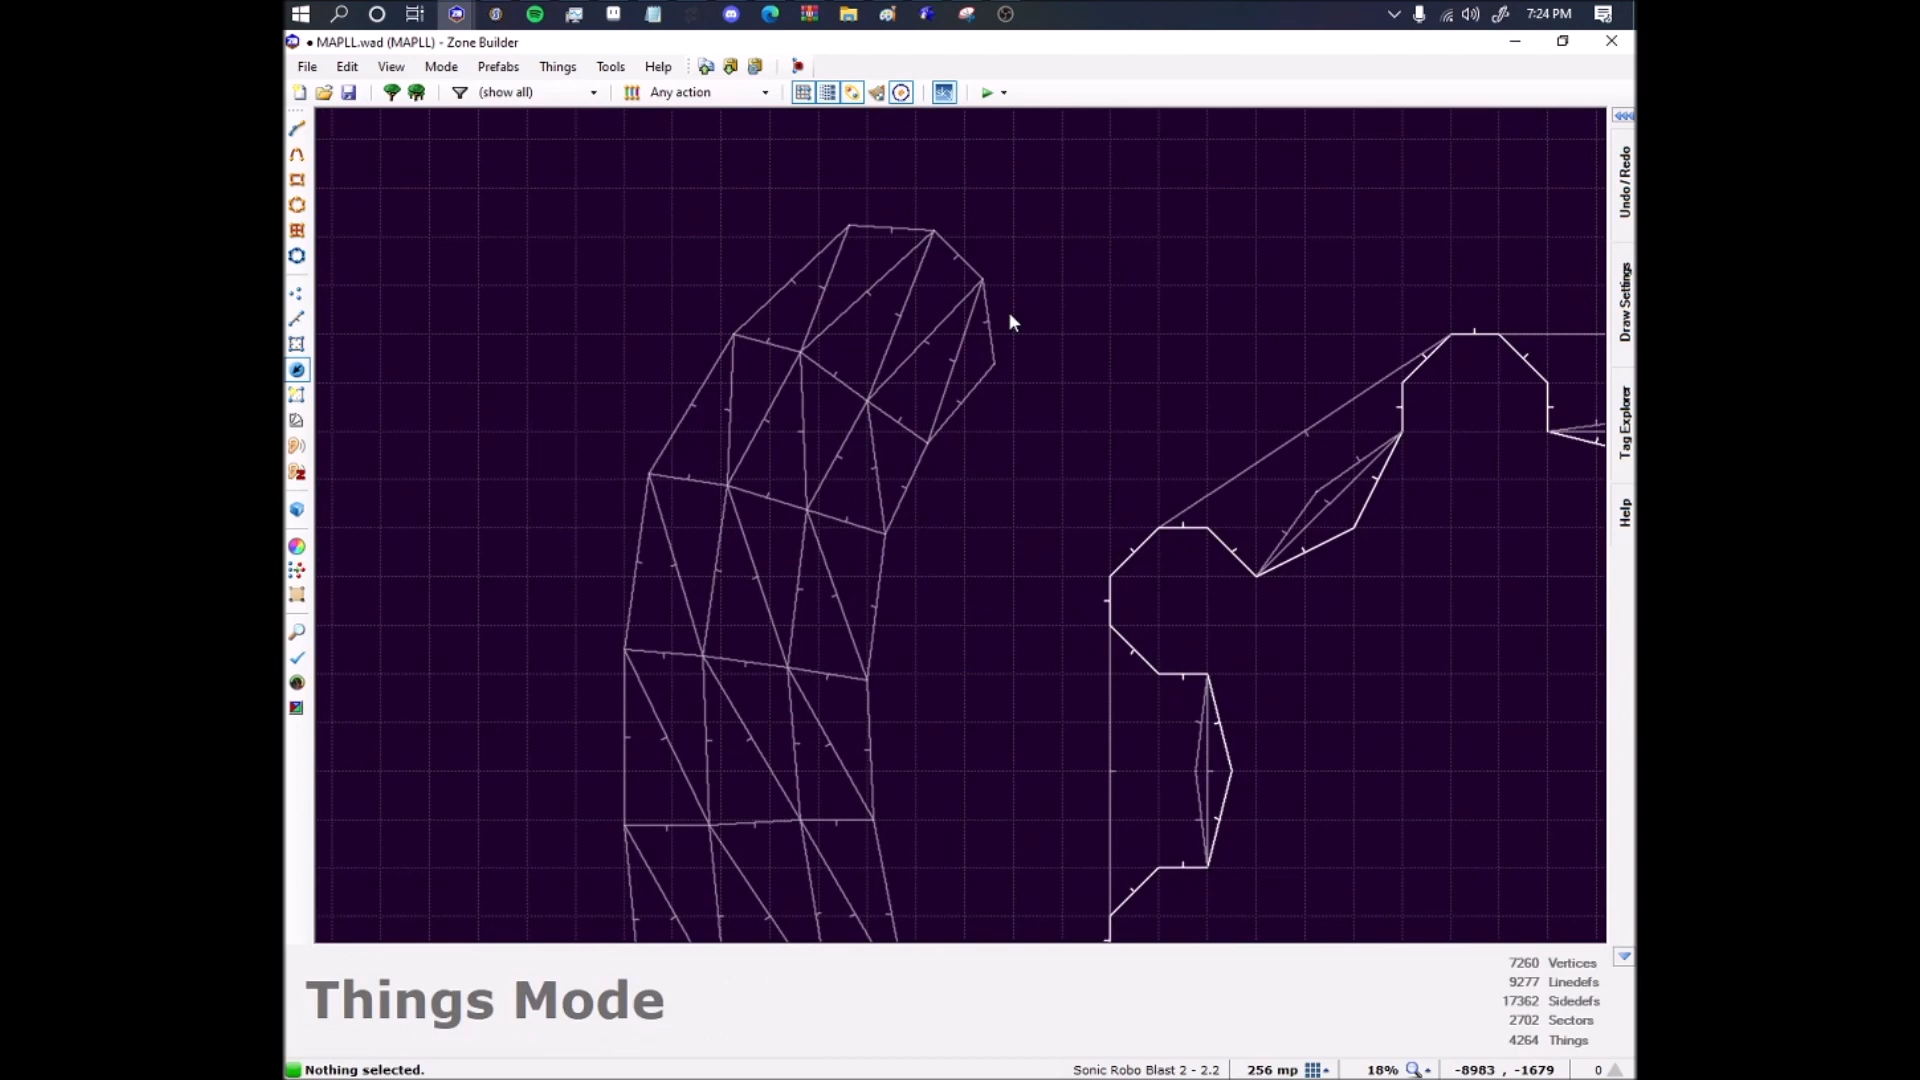 7:24 PM
• MAPLL.wad (MAPLL) - Zone Builder
File Edit View Mode Prefabs Things Tools Help
(show all) Any action
sky
Undo / Redo
Draw Settings
Tag Explorer
Help
Things Mode
7260 Vertices
9277 Linedefs
17362 Sidedefs
2702 Sectors
4264 Things
Nothing selected. Sonic Robo Blast 2 - 2.2 256 mp 18% -8983 , -1679 0